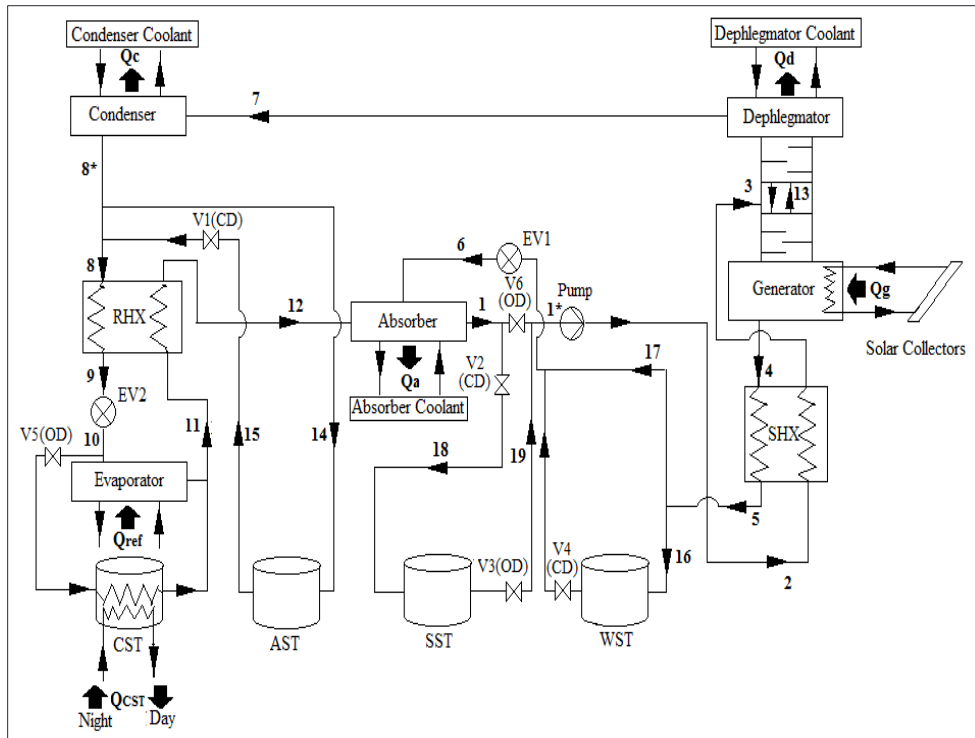 Condenser Coolant
Dephlegmator Coolant
Qc
Qd
Condenser
7
Dephlegmator
8*
3
13
V1(CD)
6
EV1
8
V6
(OD)
Pump
Generator
Qg
RHX
12
Absorber
1
1*
Solar Collectors
9
V2
(CD)
17
4
Qa
EV2
11
Absorber Coolant
10
15
14
SHX
V5(OD)
18
19
Evaporator
5
Qref
V4
(CD)
16
V3(OD)
2
CST
AST
SST
WST
QCST
Night
Day